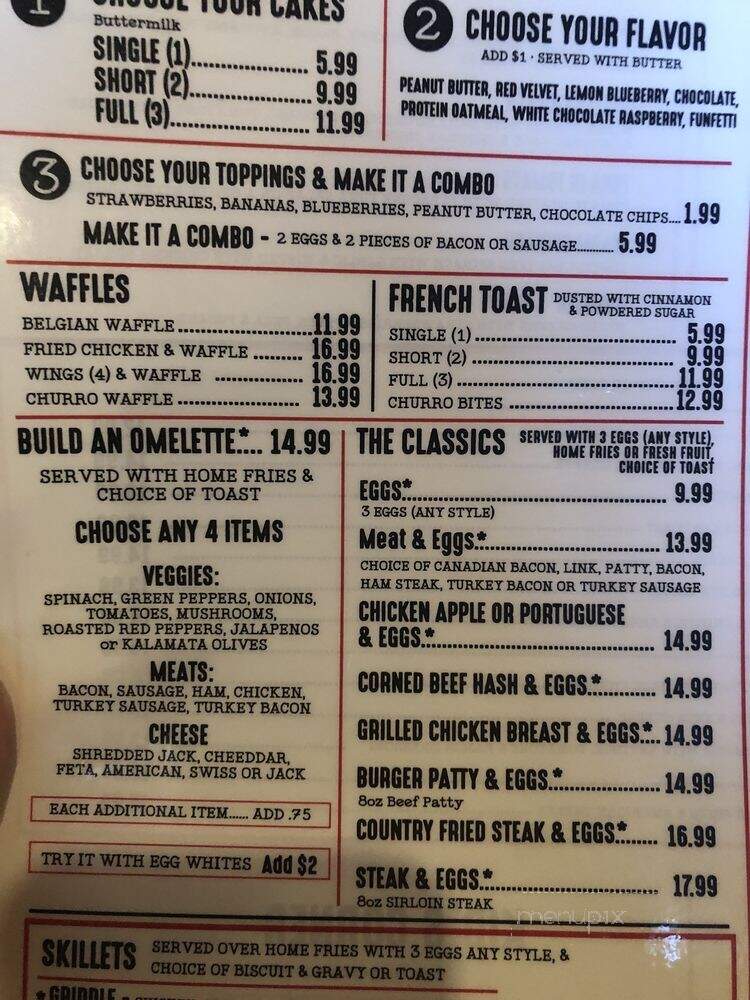 1 CHOOSE YOUR CAKES
Buttermilk
SINGLE (1)........................ 5.99
SHORT (2)........................ 9.99
FULL (3)............................ 11.99
2 CHOOSE YOUR FLAVOR
ADD $1 · SERVED WITH BUTTER
PEANUT BUTTER, RED VELVET, LEMON BLUEBERRY, CHOCOLATE,
PROTEIN OATMEAL, WHITE CHOCOLATE RASPBERRY, FUNFETTI
3 CHOOSE YOUR TOPPINGS & MAKE IT A COMBO
STRAWBERRIES, BANANAS, BLUEBERRIES, PEANUT BUTTER, CHOCOLATE CHIPS.... 1.99
MAKE IT A COMBO - 2 EGGS & 2 PIECES OF BACON OR SAUSAGE............ 5.99
WAFFLES
BELGIAN WAFFLE........................11.99
FRIED CHICKEN & WAFFLE ......... 16.99
WINGS (4) & WAFFLE ................ 16.99
CHURRO WAFFLE........................ 13.99
FRENCH TOAST DUSTED WITH CINNAMON
& POWDERED SUGAR
SINGLE (1)........................................ 5.99
SHORT (2) ........................................ 9.99
FULL (3)............................................11.99
CHURRO BITES ................................12.99
BUILD AN OMELETTE*... 14.99
SERVED WITH HOME FRIES &
CHOICE OF TOAST
CHOOSE ANY 4 ITEMS
VEGGIES:
SPINACH, GREEN PEPPERS, ONIONS,
TOMATOES, MUSHROOMS,
ROASTED RED PEPPERS, JALAPENOS
or KALAMATA OLIVES
MEATS:
BACON, SAUSAGE, HAM, CHICKEN,
TURKEY SAUSAGE, TURKEY BACON
CHEESE
SHREDDED JACK, CHEEDDAR,
FETA, AMERICAN, SWISS OR JACK
EACH ADDITIONAL ITEM...... ADD .75
TRY IT WITH EGG WHITES Add $2
THE CLASSICS SERVED WITH 3 EGGS (ANY STYLE),
HOME FRIES OR FRESH FRUIT,
CHOICE OF TOAST
EGGS*................................................ 9.99
3 EGGS (ANY STYLE)
Meat & Eggs*................................ 13.99
CHOICE OF CANADIAN BACON, LINK, PATTY, BACON,
HAM STEAK, TURKEY BACON OR TURKEY SAUSAGE
CHICKEN APPLE OR PORTUGUESE
& EGGS*........................................ 14.99
CORNED BEEF HASH & EGGS*........... 14.99
GRILLED CHICKEN BREAST & EGGS*.... 14.99
BURGER PATTY & EGGS*................. 14.99
8oz Beef Patty
COUNTRY FRIED STEAK & EGGS*....... 16.99
STEAK & EGGS*............................... 17.99
8oz SIRLOIN STEAK
menupix
SKILLETS SERVED OVER HOME FRIES WITH 3 EGGS ANY STYLE, &
CHOICE OF BISCUIT & GRAVY OR TOAST
* GRIDDLE